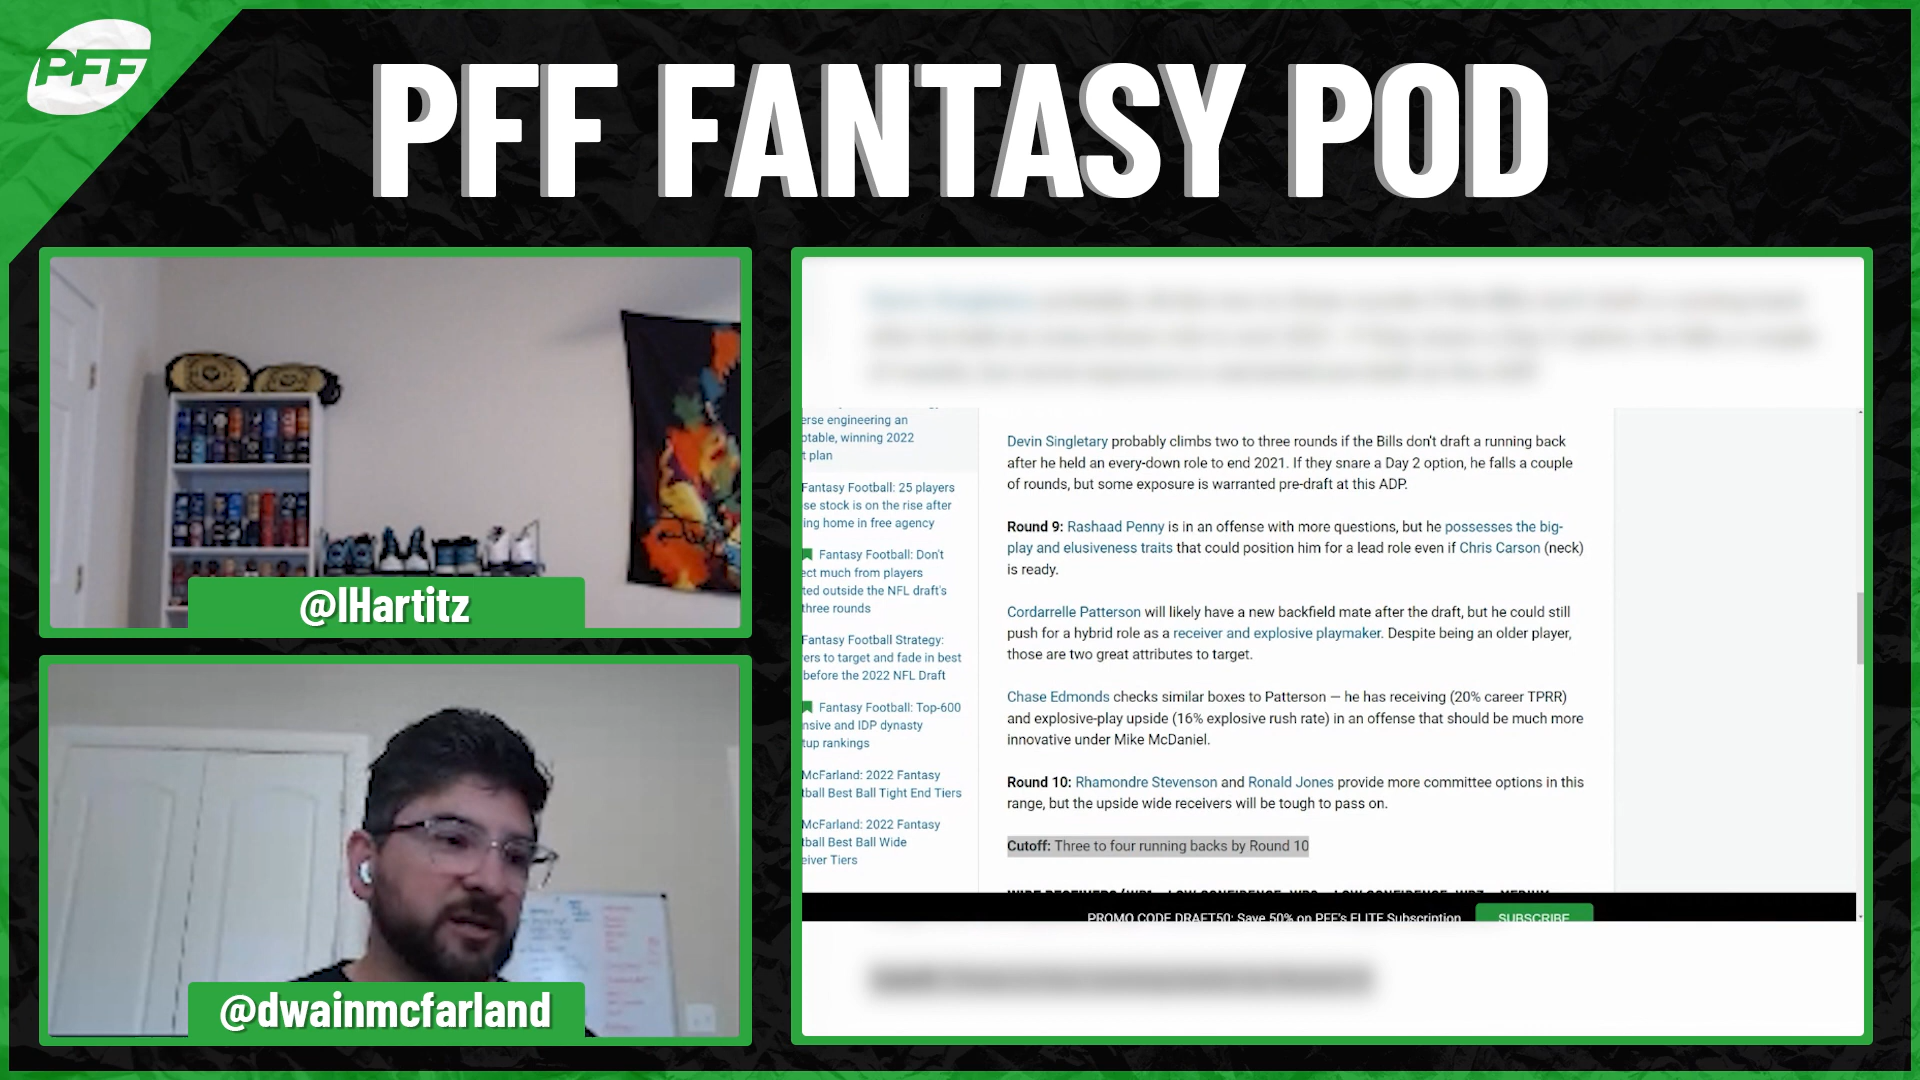 PFF
PFF FANTASY POD
@IHartitz
@dwainmcfarland
erse engineering an
otable, winning 2022
t plan
Fantasy Football: 25 players
se stock is on the rise after
ing home in free agency
Fantasy Football: Don't
ect much from players
ted outside the NFL draft's
three rounds
Fantasy Football Strategy:
ers to target and fade in best
before the 2022 NFL Draft
Fantasy Football: Top-600
nsive and IDP dynasty
tup rankings
McFarland: 2022 Fantasy
tball Best Ball Tight End Tiers
McFarland: 2022 Fantasy
tball Best Ball Wide
eiver Tiers
Devin Singletary probably climbs two to three rounds if the Bills don't draft a running back
after he held an every-down role to end 2021. If they snare a Day 2 option, he falls a couple
of rounds, but some exposure is warranted pre-draft at this ADP.
Round 9: Rashaad Penny is in an offense with more questions, but he possesses the big-
play and elusiveness traits that could position him for a lead role even if Chris Carson (neck)
is ready.
Cordarrelle Patterson will likely have a new backfield mate after the draft, but he could still
push for a hybrid role as a receiver and explosive playmaker. Despite being an older player,
those are two great attributes to target.
Chase Edmonds checks similar boxes to Patterson — he has receiving (20% career TPRR)
and explosive-play upside (16% explosive rush rate) in an offense that should be much more
innovative under Mike McDaniel.
Round 10: Rhamondre Stevenson and Ronald Jones provide more committee options in this
range, but the upside wide receivers will be tough to pass on.
Cutoff: Three to four running backs by Round 10
PROMO CODE DRAFT50: Save 50% on PFF's ELITE Subscription
SUBSCRIBE